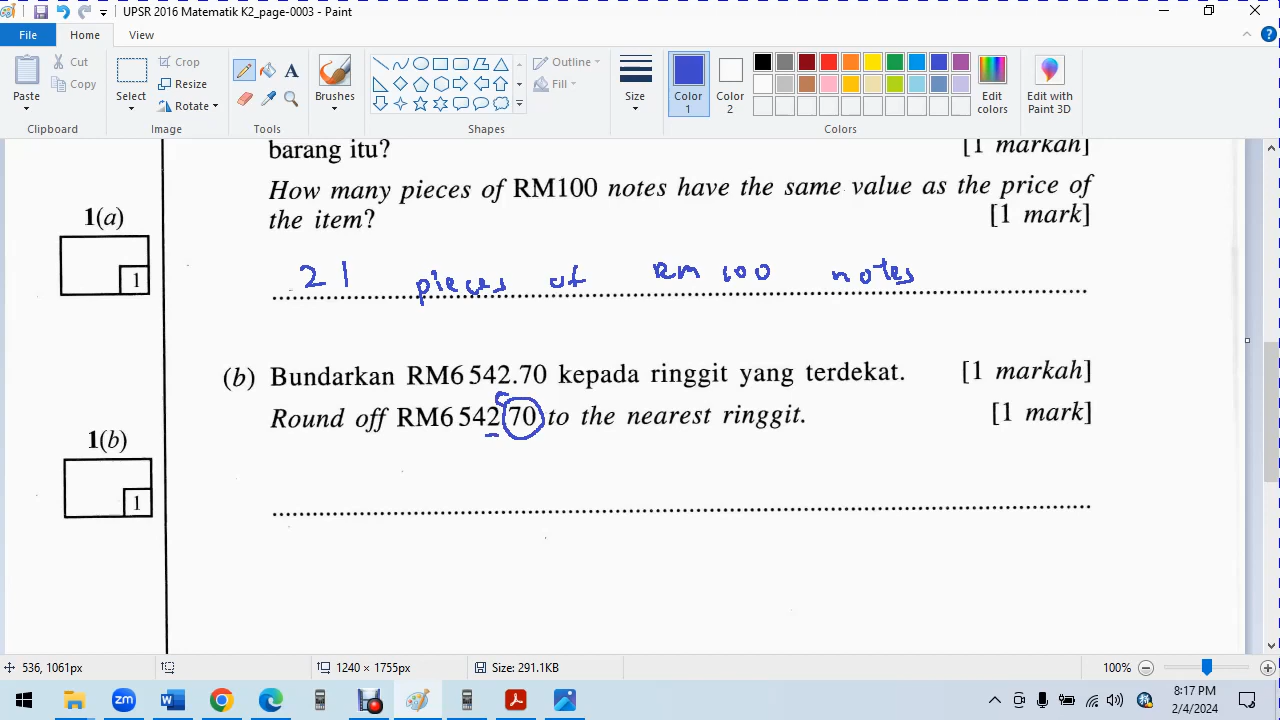 UPSR 2016 Matematik K2_page-0003 - Paint
File Home View
Paste Cut Copy Clipboard
Select Crop Resize Rotate Image
Tools
Brushes
Outline Fill Shapes
Size
Color 1 Color 2 Edit colors Colors
Edit with Paint 3D
barang itu? [1 markah]
How many pieces of RM100 notes have the same value as the price of
the item? [1 mark]
1(a)
1
21 pieces of Rm 100 notes
(b) Bundarkan RM6 542.70 kepada ringgit yang terdekat. [1 markah]
Round off RM6 542.70 to the nearest ringgit. [1 mark]
1(b)
1
536, 1061px 1240 × 1755px Size: 291.1KB 100%
8:17 PM
2/4/2024